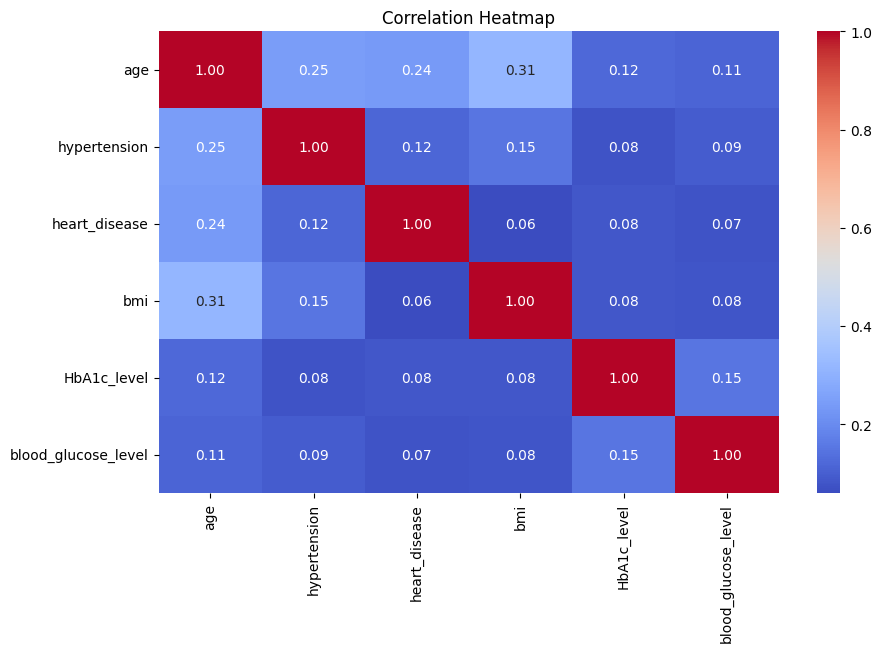 Correlation Heatmap
age 1.00 0.25 0.24 0.31 0.12 0.11
hypertension 0.25 1.00 0.12 0.15 0.08 0.09
heart_disease 0.24 0.12 1.00 0.06 0.08 0.07
bmi 0.31 0.15 0.06 1.00 0.08 0.08
HbA1c_level 0.12 0.08 0.08 0.08 1.00 0.15
blood_glucose_level 0.11 0.09 0.07 0.08 0.15 1.00
age
hypertension
heart_disease
bmi
HbA1c_level
blood_glucose_level
1.0
0.8
0.6
0.4
0.2